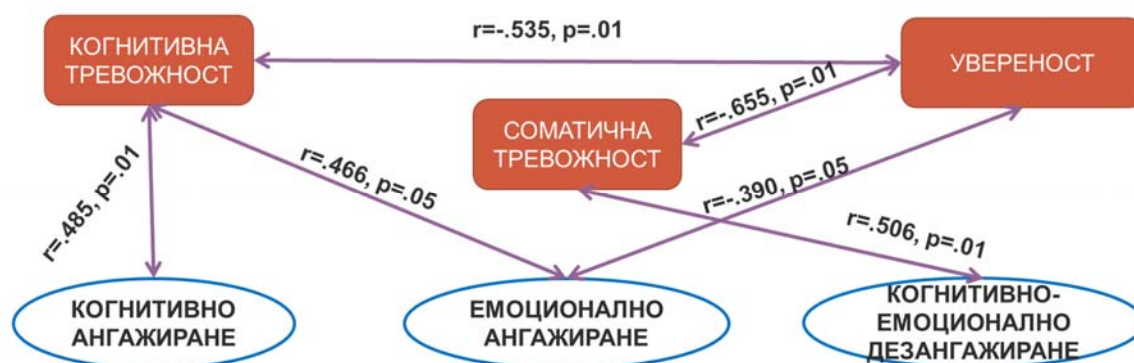 r=-.535, p=.01
КОГНИТИВНА
ТРЕВОЖНОСТ
УВЕРЕНОСТ
r=-.655, p=.01
СОМАТИЧНА
ТРЕВОЖНОСТ
r=.485, p=.01
r=.466, p=.05
r=-.390, p=.05
r=.506, p=.01
КОГНИТИВНО
АНГАЖИРАНЕ
ЕМОЦИОНАЛНО
АНГАЖИРАНЕ
КОГНИТИВНО-
ЕМОЦИОНАЛНО
ДЕЗАНГАЖИРАНЕ